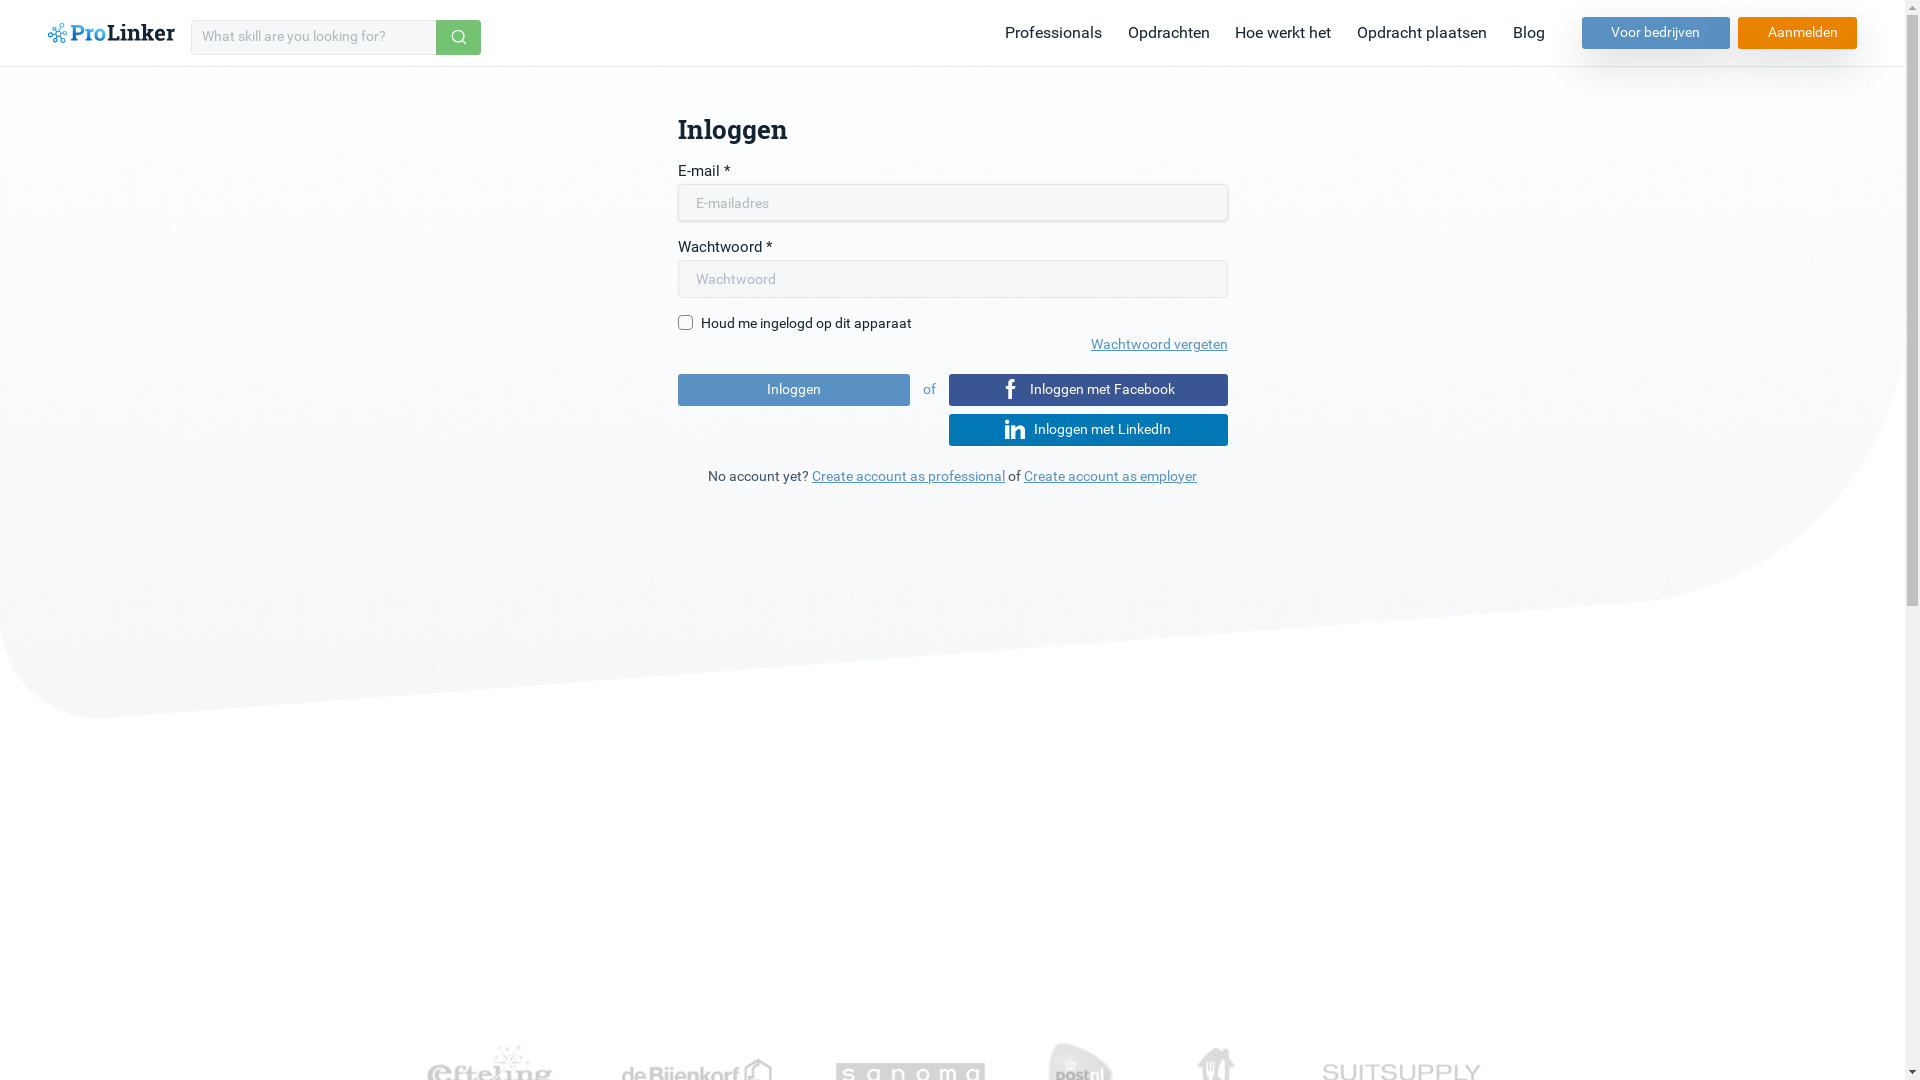 ProLinker
What skill are you looking for?
Professionals
Opdrachten
Hoe werkt het
Opdracht plaatsen
Blog
Voor bedrijven
Aanmelden
Inloggen
E-mail *
E-mailadres
Wachtwoord *
Wachtwoord
Houd me ingelogd op dit apparaat
Wachtwoord vergeten
Inloggen
of
Inloggen met Facebook
Inloggen met LinkedIn
No account yet? Create account as professional of Create account as employer
efteling
de Bijenkorf
sanoma
postnl
SUITSUPPLY